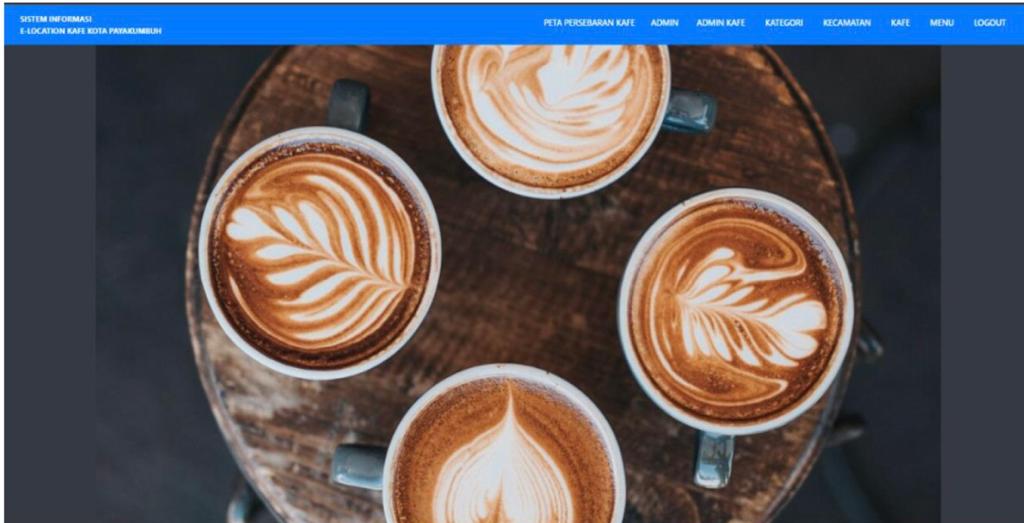 SISTEM INFORMASI
E-LOCATION KAFE KOTA PAYAKUMBUH
PETA PERSEBARAN KAFE ADMIN ADMIN KAFE KATEGORI KECAMATAN KAFE MENU LOGOUT